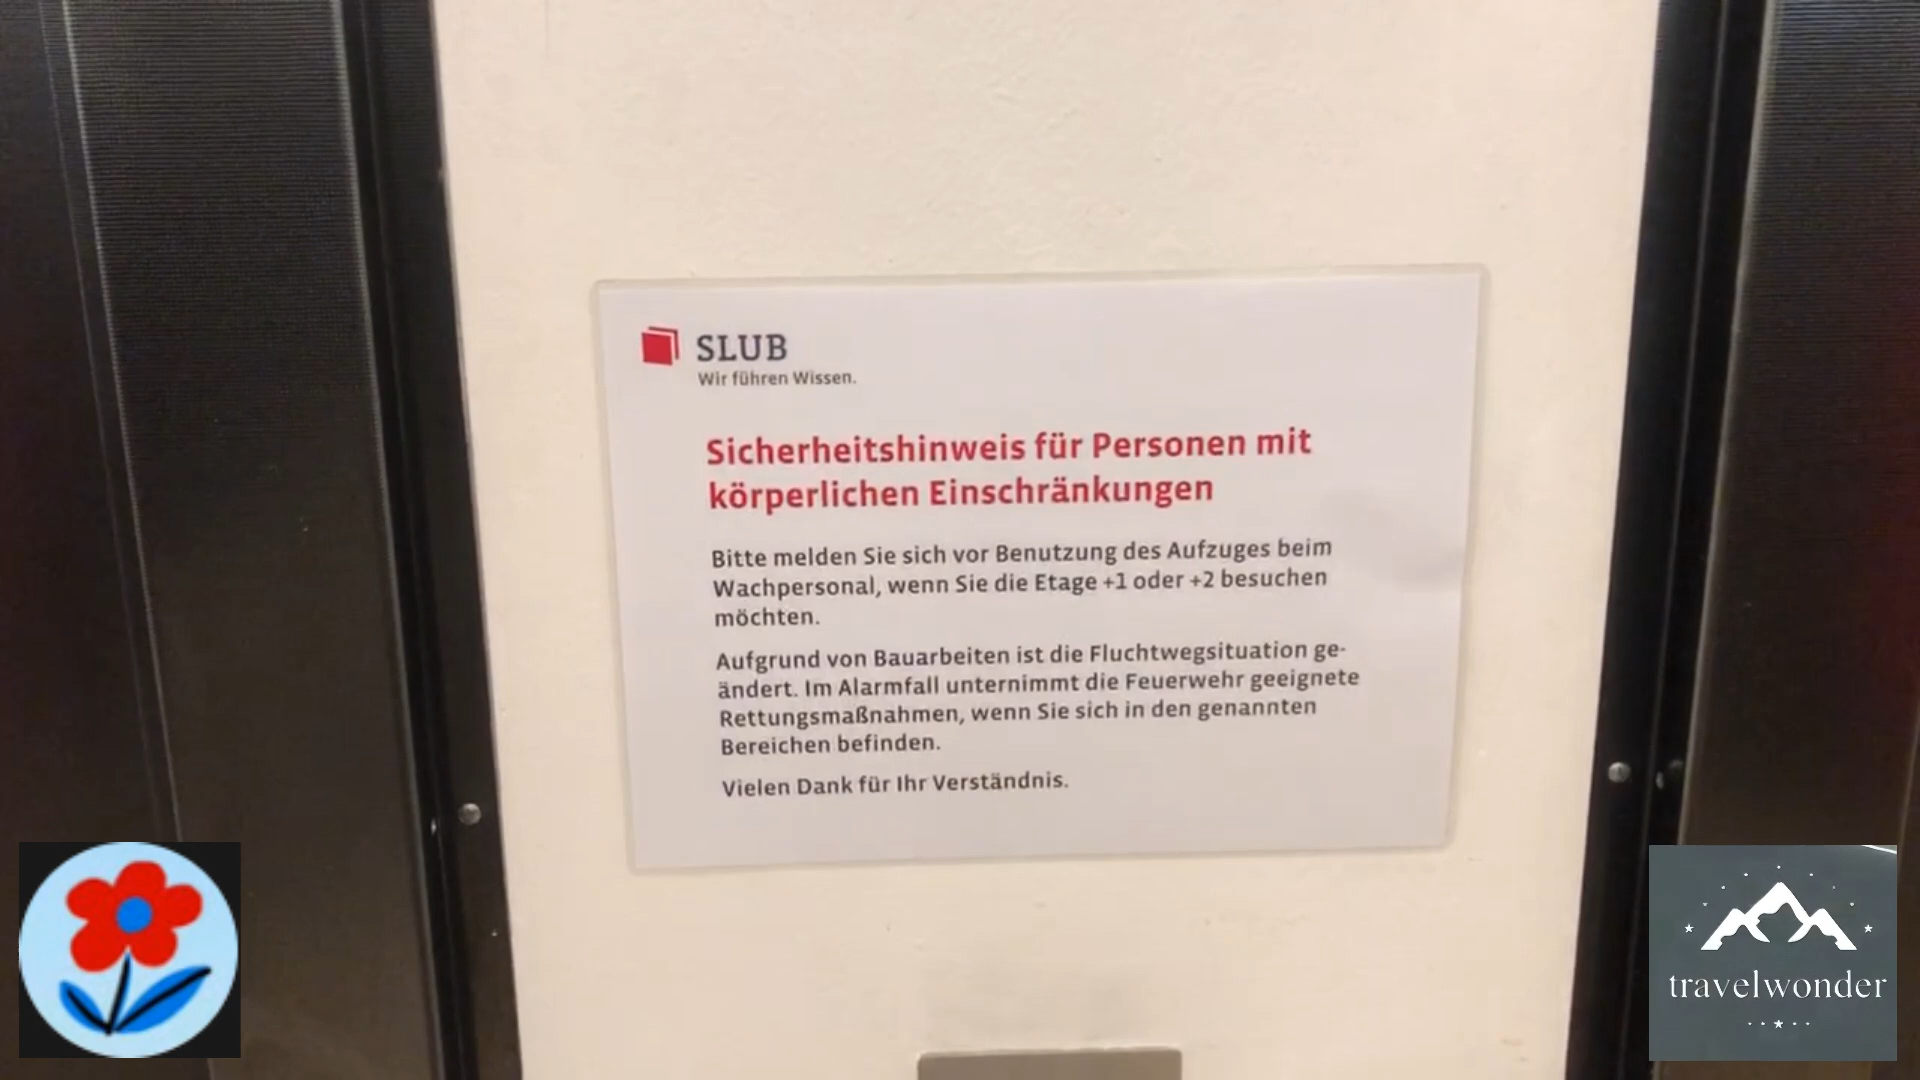 SLUB
Wir führen Wissen.
Sicherheitshinweis für Personen mit
körperlichen Einschränkungen
Bitte melden Sie sich vor Benutzung des Aufzuges beim
Wachpersonal, wenn Sie die Etage +1 oder +2 besuchen
möchten.
Aufgrund von Bauarbeiten ist die Fluchtwegsituation ge-
ändert. Im Alarmfall unternimmt die Feuerwehr geeignete
Rettungsmaßnahmen, wenn Sie sich in den genannten
Bereichen befinden.
Vielen Dank für Ihr Verständnis.
travelwonder